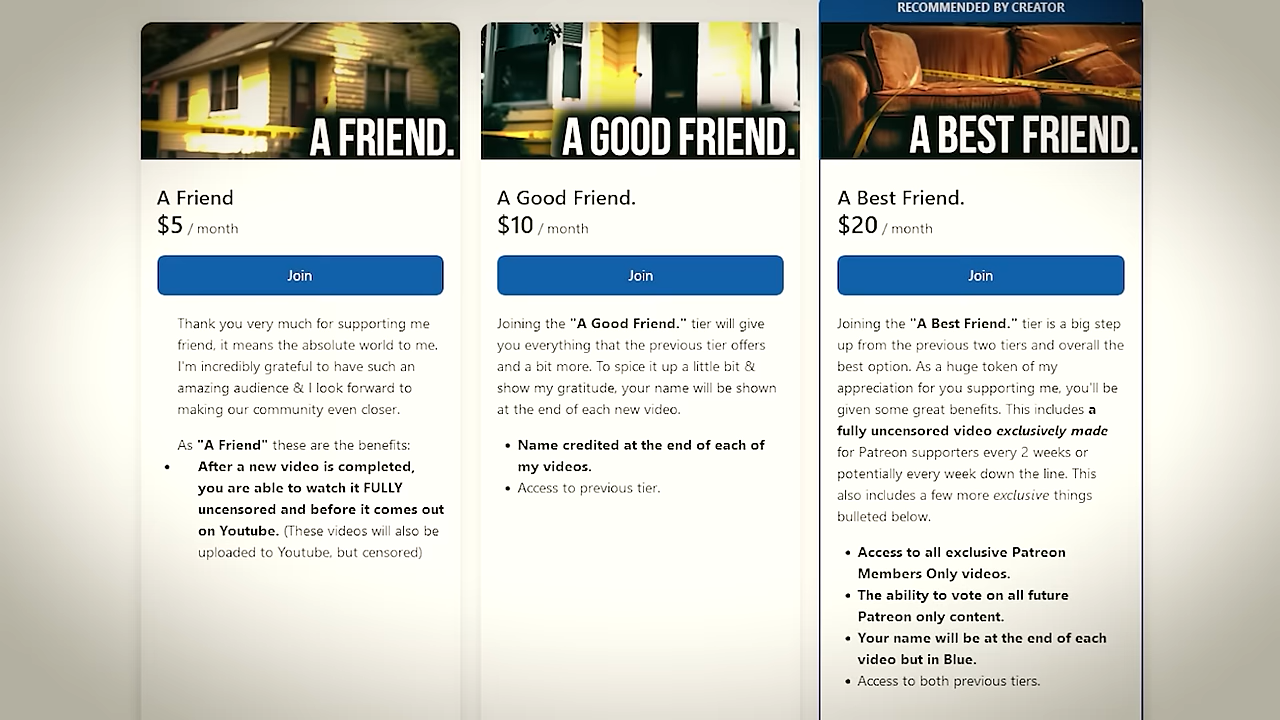 A FRIEND.
A Friend
$5 / month
Join
Thank you very much for supporting me
friend, it means the absolute world to me.
I'm incredibly grateful to have such an
amazing audience & I look forward to
making our community even closer.
As "A Friend" these are the benefits:
• After a new video is completed,
you are able to watch it FULLY
uncensored and before it comes out
on Youtube. (These videos will also be
uploaded to Youtube, but censored)
A GOOD FRIEND.
A Good Friend.
$10 / month
Join
Joining the "A Good Friend." tier will give
you everything that the previous tier offers
and a bit more. To spice it up a little bit &
show my gratitude, your name will be shown
at the end of each new video.
• Name credited at the end of each of
my videos.
• Access to previous tier.
RECOMMENDED BY CREATOR
A BEST FRIEND.
A Best Friend.
$20 / month
Join
Joining the "A Best Friend." tier is a big step
up from the previous two tiers and overall the
best option. As a huge token of my
appreciation for you supporting me, you'll be
given some great benefits. This includes a
fully uncensored video exclusively made
for Patreon supporters every 2 weeks or
potentially every week down the line. This
also includes a few more exclusive things
bulleted below.
• Access to all exclusive Patreon
Members Only videos.
• The ability to vote on all future
Patreon only content.
• Your name will be at the end of each
video but in Blue.
• Access to both previous tiers.